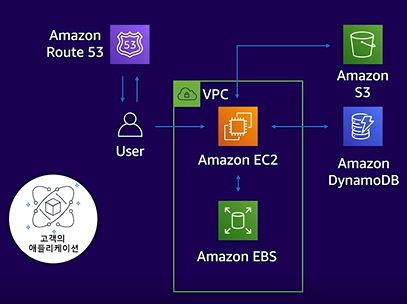 Amazon
Route 53
53
VPC
Amazon
S3
User
Amazon EC2
Amazon
DynamoDB
고객의
애플리케이션
Amazon EBS